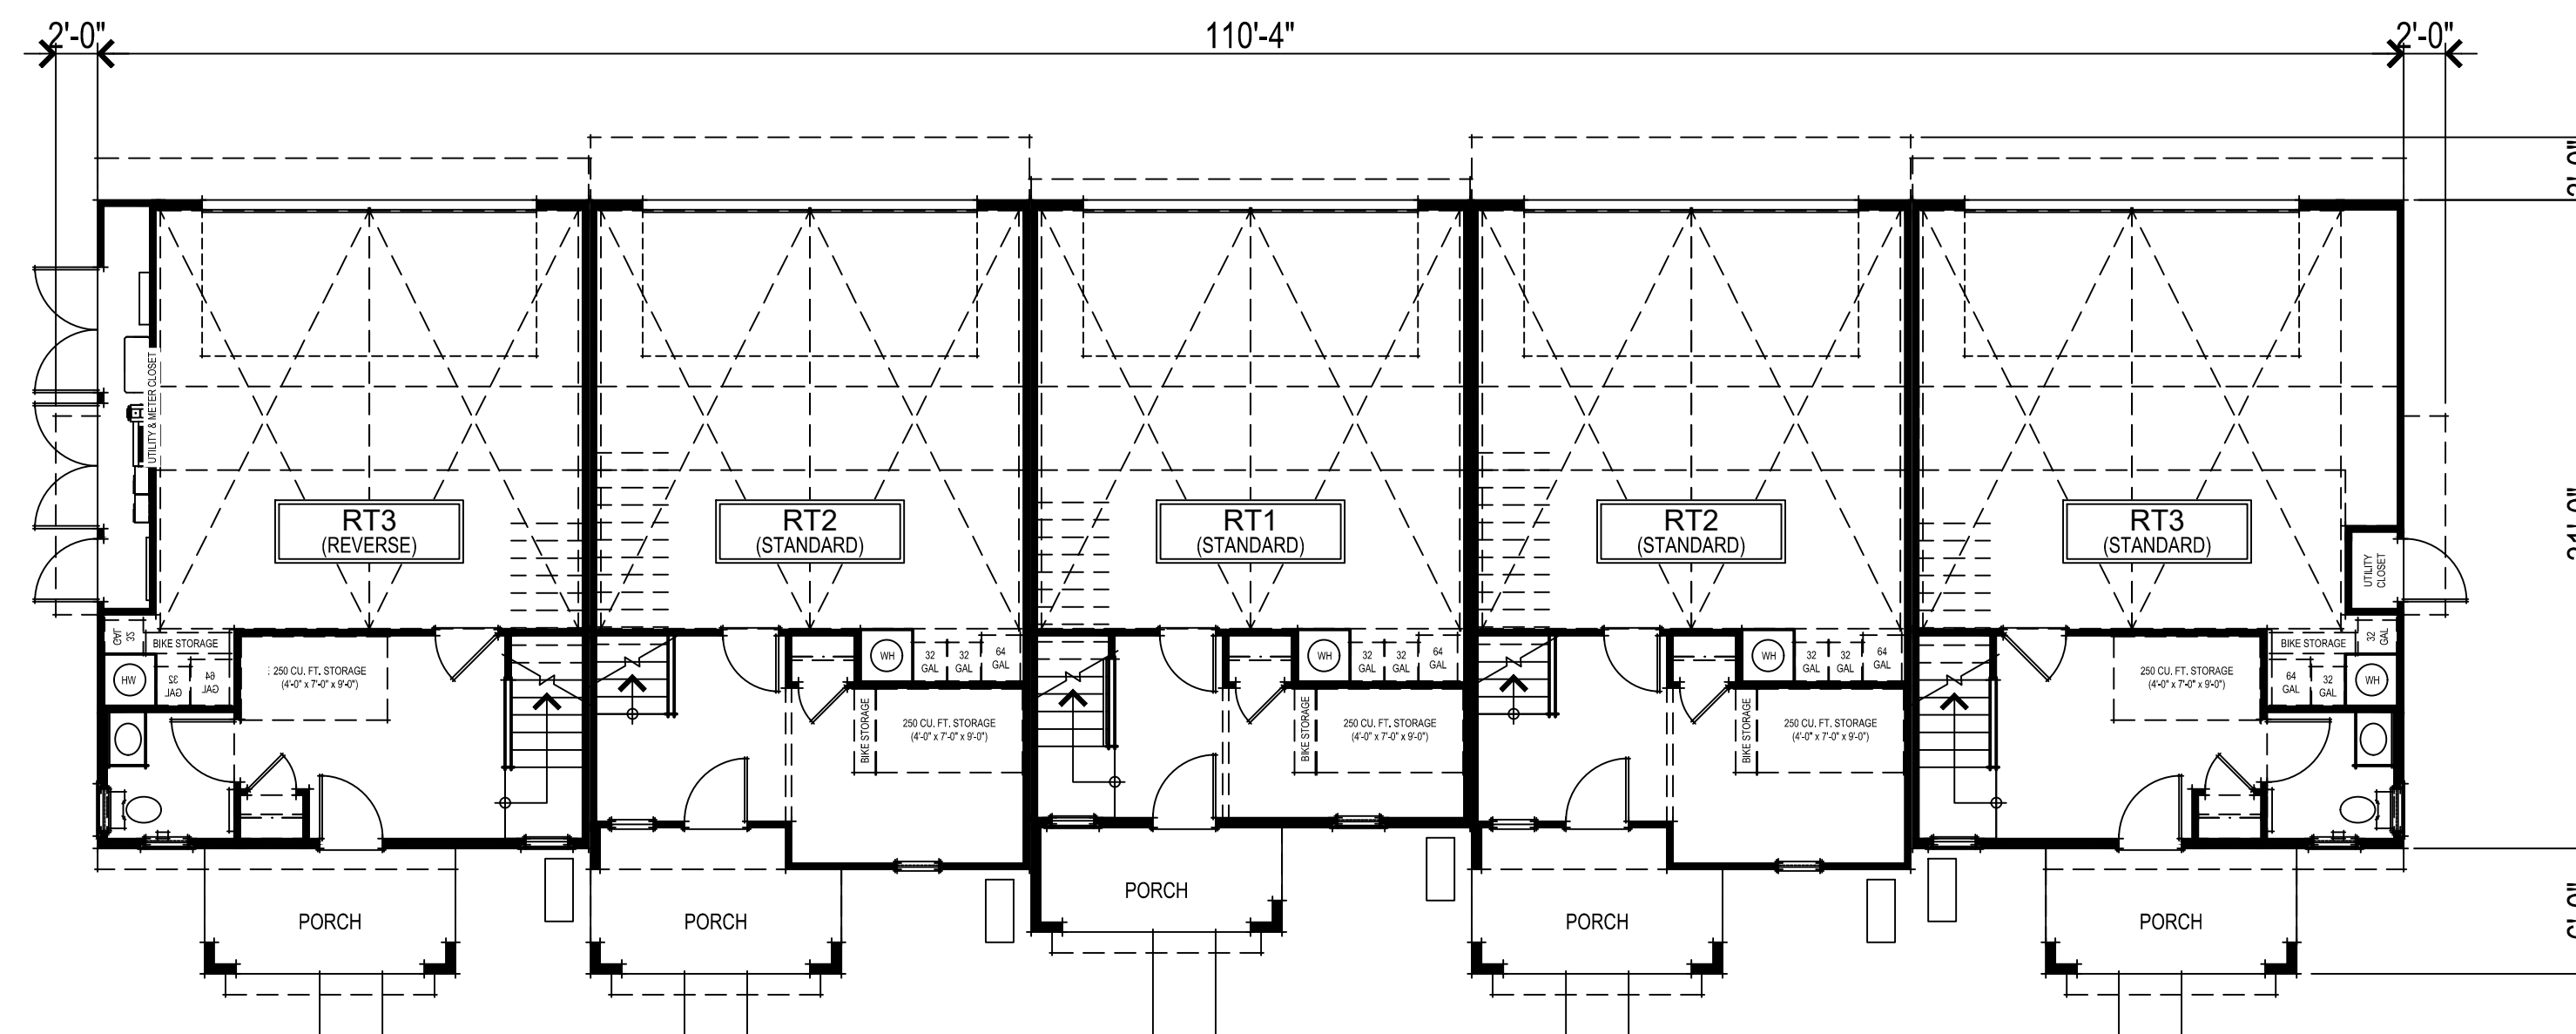 2'-0"
110'-4"
2'-0"
UTILITY & METER CLOSET
RT3
(REVERSE)
RT2
(STANDARD)
RT1
(STANDARD)
RT2
(STANDARD)
RT3
(STANDARD)
UTILITY
CLOSET
32
GAL
BIKE STORAGE
WH
32
GAL
64
GAL
250 CU. FT. STORAGE
(4'-0" x 7'-0" x 9'-0")
WH
32
GAL
32
GAL
64
GAL
BIKE STORAGE
250 CU. FT. STORAGE
(4'-0" x 7'-0" x 9'-0")
WH
32
GAL
32
GAL
64
GAL
BIKE STORAGE
250 CU. FT. STORAGE
(4'-0" x 7'-0" x 9'-0")
WH
32
GAL
32
GAL
64
GAL
BIKE STORAGE
250 CU. FT. STORAGE
(4'-0" x 7'-0" x 9'-0")
250 CU. FT. STORAGE
(4'-0" x 7'-0" x 9'-0")
BIKE STORAGE
32
GAL
64
GAL
32
GAL
WH
PORCH
PORCH
PORCH
PORCH
PORCH